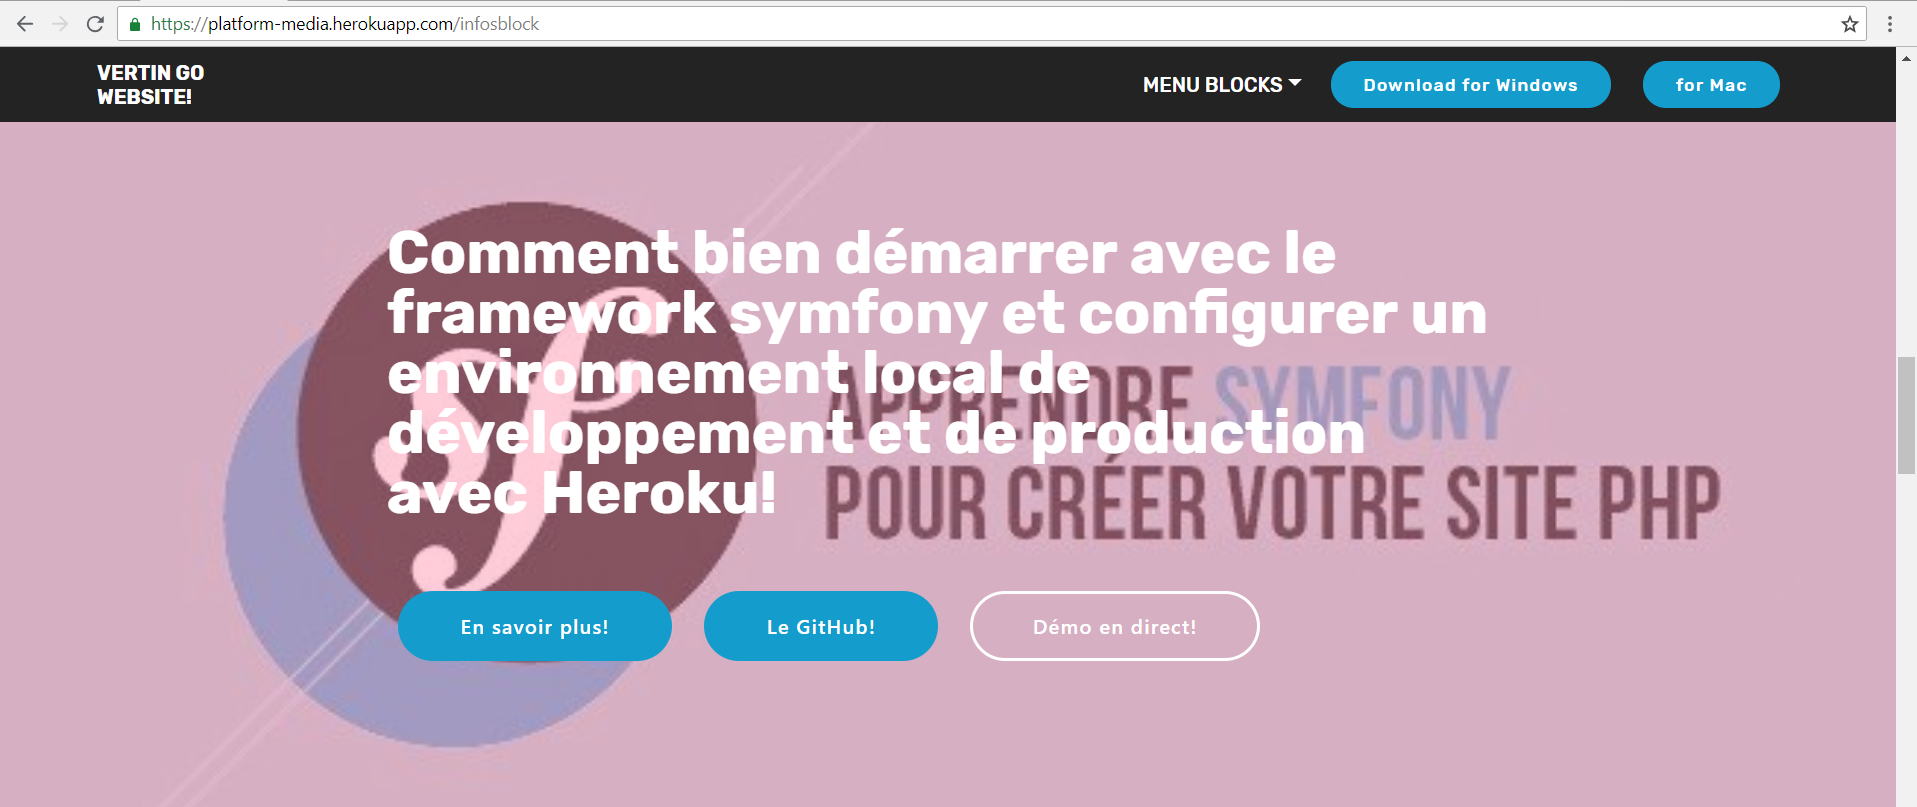 https://platform-media.herokuapp.com/infosblock
VERTIN GO
WEBSITE!
MENU BLOCKS
Download for Windows
for Mac
Comment bien démarrer avec le
framework symfony et configurer un
environnement local de
développement et de production
avec Heroku!
sf
APPRENDRE SYMFONY
POUR CRÉER VOTRE SITE PHP
En savoir plus!
Le GitHub!
Démo en direct!